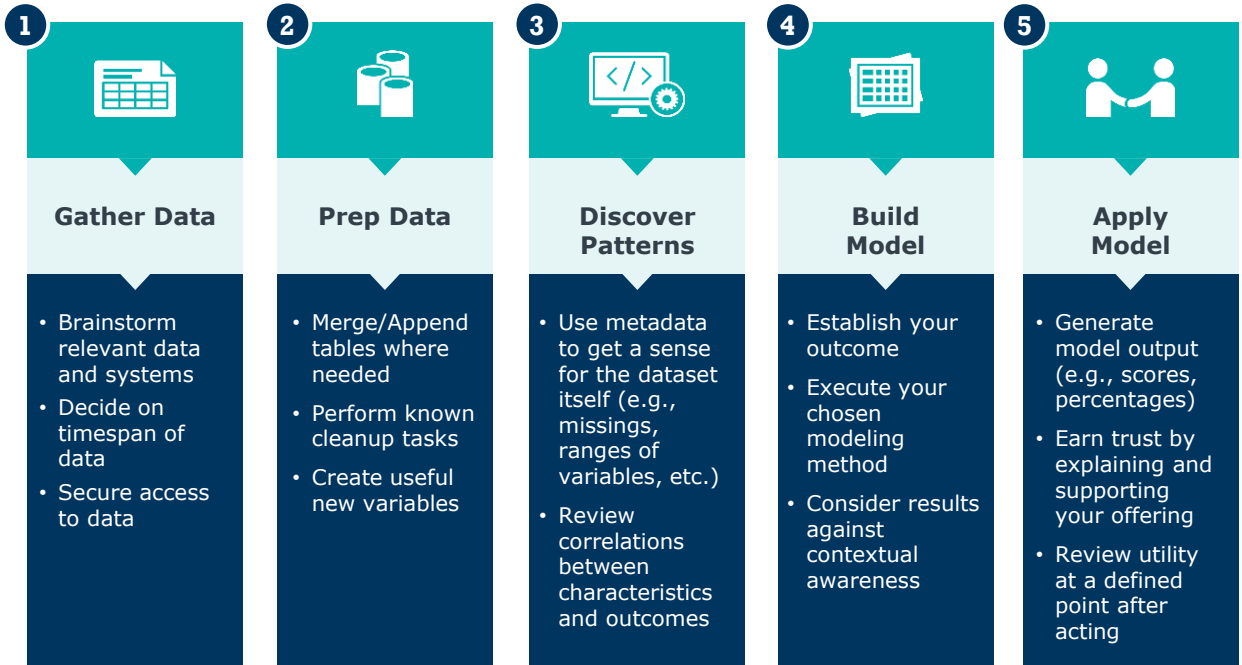 1
Gather Data
• Brainstorm
relevant data
and systems
• Decide on
timespan of
data
• Secure access
to data
2
Prep Data
• Merge/Append
tables where
needed
• Perform known
cleanup tasks
• Create useful
new variables
3
</>
Discover
Patterns
• Use metadata
to get a sense
for the dataset
itself (e.g.,
missings,
ranges of
variables, etc.)
• Review
correlations
between
characteristics
and outcomes
4
Build
Model
• Establish your
outcome
• Execute your
chosen
modeling
method
• Consider results
against
contextual
awareness
5
Apply
Model
• Generate
model output
(e.g., scores,
percentages)
• Earn trust by
explaining and
supporting
your offering
• Review utility
at a defined
point after
acting